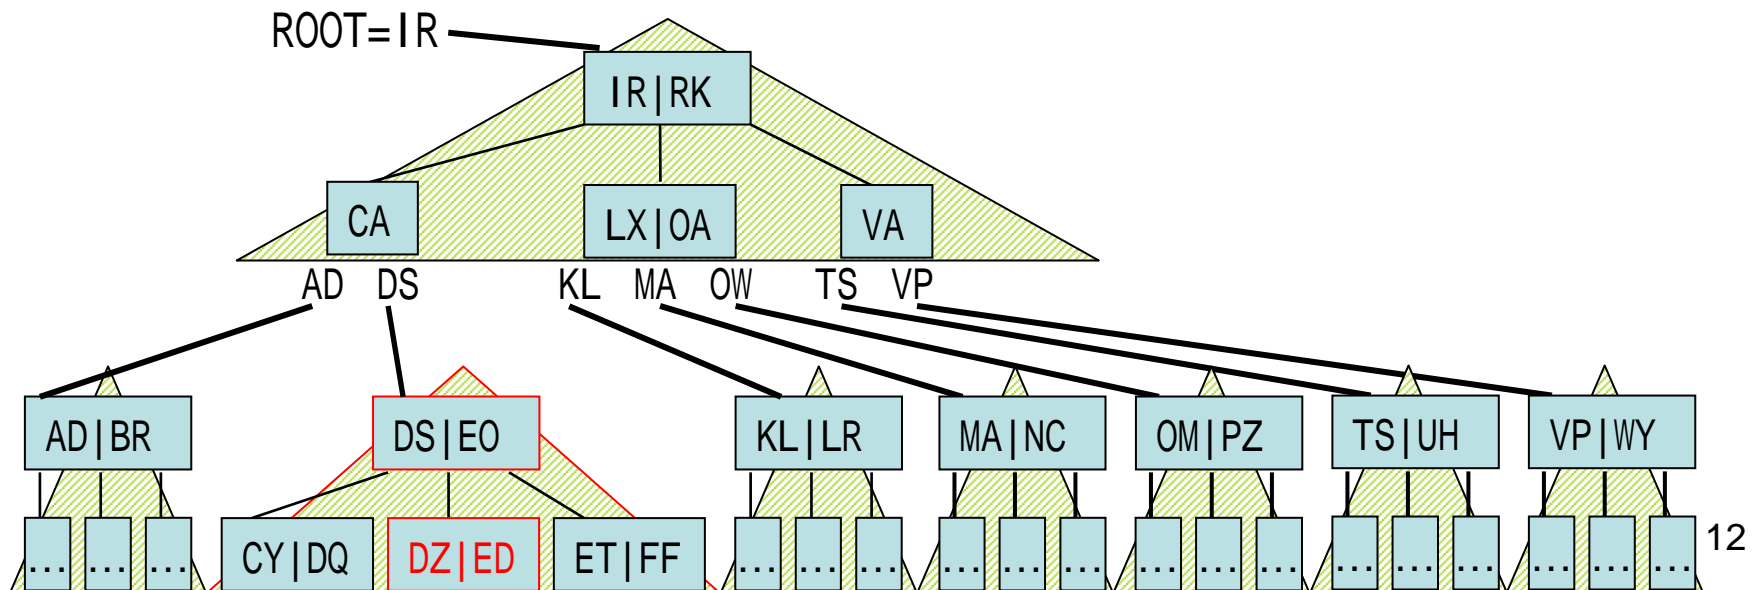 ROOT=IR
IR|RK
CA LX|OA VA
AD DS KL MA OW TS VP
AD|BR DS|EO KL|LR MA|NC OM|PZ TS|UH VP|WY
... ... ... CY|DQ DZ|ED ET|FF ... ... ... ... ... ... ... ... ... ... ... ... ... ... ... 12